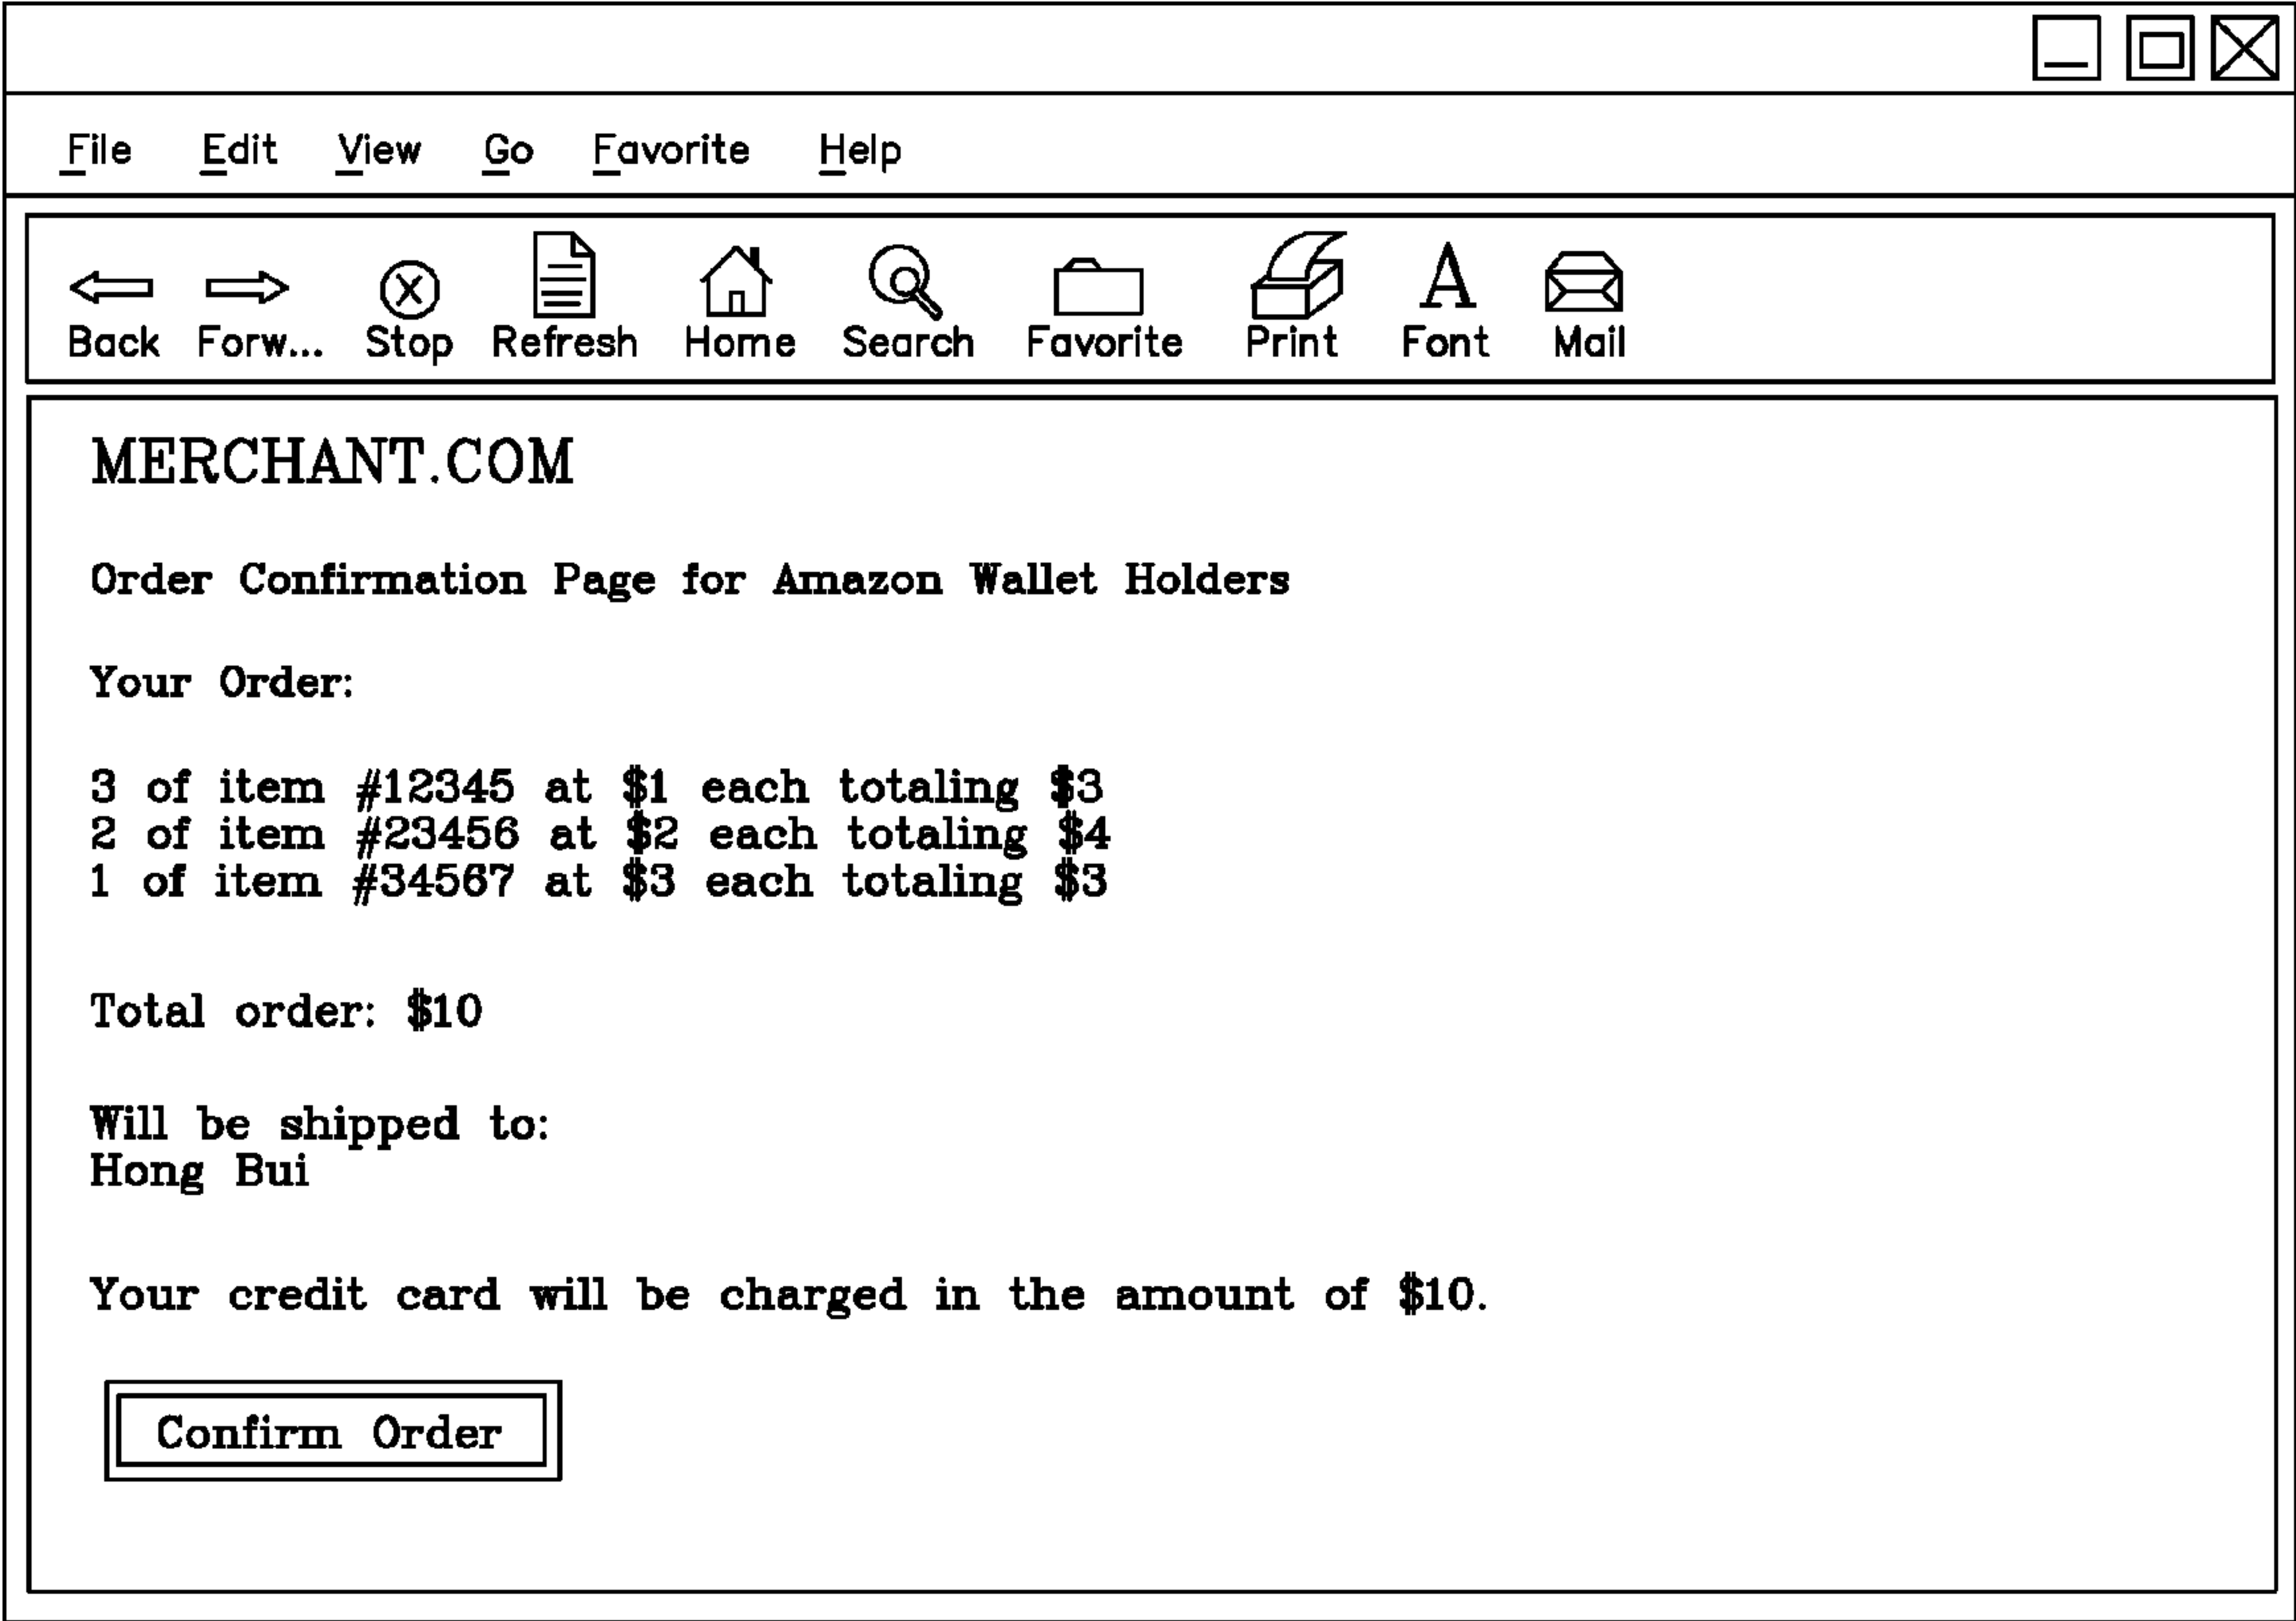 File Edit View Go Favorite Help
Back Forw... Stop Refresh Home Search Favorite Print Font Mail
MERCHANT.COM
Order Confirmation Page for Amazon Wallet Holders
Your Order:
3 of item #12345 at $1 each totaling $3
2 of item #23456 at $2 each totaling $4
1 of item #34567 at $3 each totaling $3
Total order: $10
Will be shipped to:
Hong Bui
Your credit card will be charged in the amount of $10.
Confirm Order